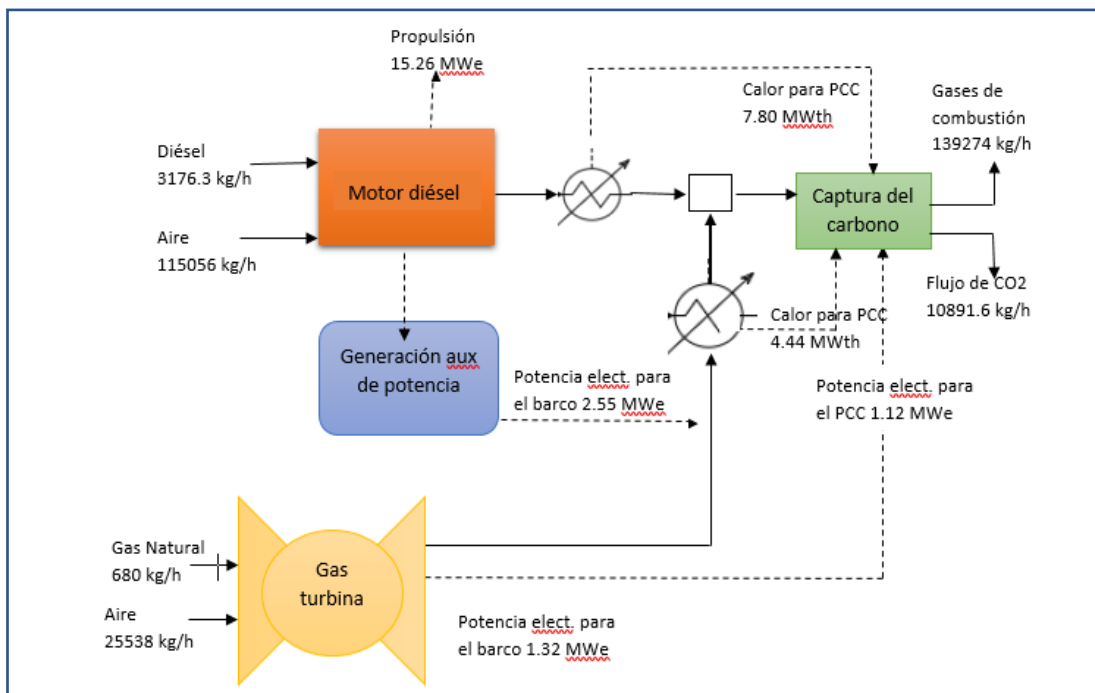 Propulsión
15.26 MWe
Calor para PCC
7.80 MWth
Gases de
combustión
139274 kg/h
Diésel
3176.3 kg/h
Motor diésel
Captura del
carbono
Aire
115056 kg/h
Flujo de CO2
10891.6 kg/h
Calor para PCC
4.44 MWth
Generación aux
de potencia
Potencia elect. para
el barco 2.55 MWe
Potencia elect. para
el PCC 1.12 MWe
Gas Natural
680 kg/h
Gas
turbina
Aire
25538 kg/h
Potencia elect. para
el barco 1.32 MWe